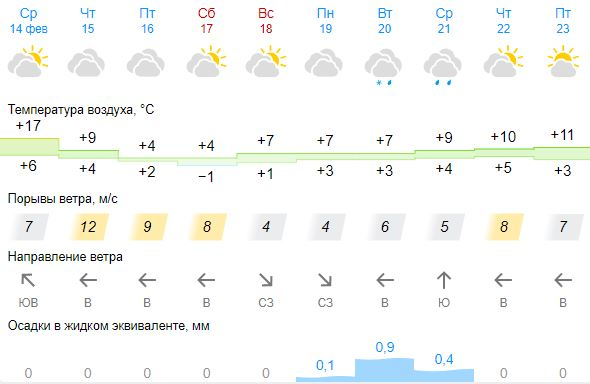 Ср Чт Пт Сб Вс Пн Вт Ср Чт Пт
14 фев 15 16 17 18 19 20 21 22 23
Температура воздуха, °C
+17 +9 +4 +4 +7 +7 +7 +9 +10 +11
+6 +4 +2 −1 +1 +3 +3 +4 +5 +3
Порывы ветра, м/с
7 12 9 8 4 4 6 5 8 7
Направление ветра
ЮВ В В В СЗ СЗ В Ю В В
Осадки в жидком эквиваленте, мм
0 0 0 0 0 0,1 0,9 0,4 0 0